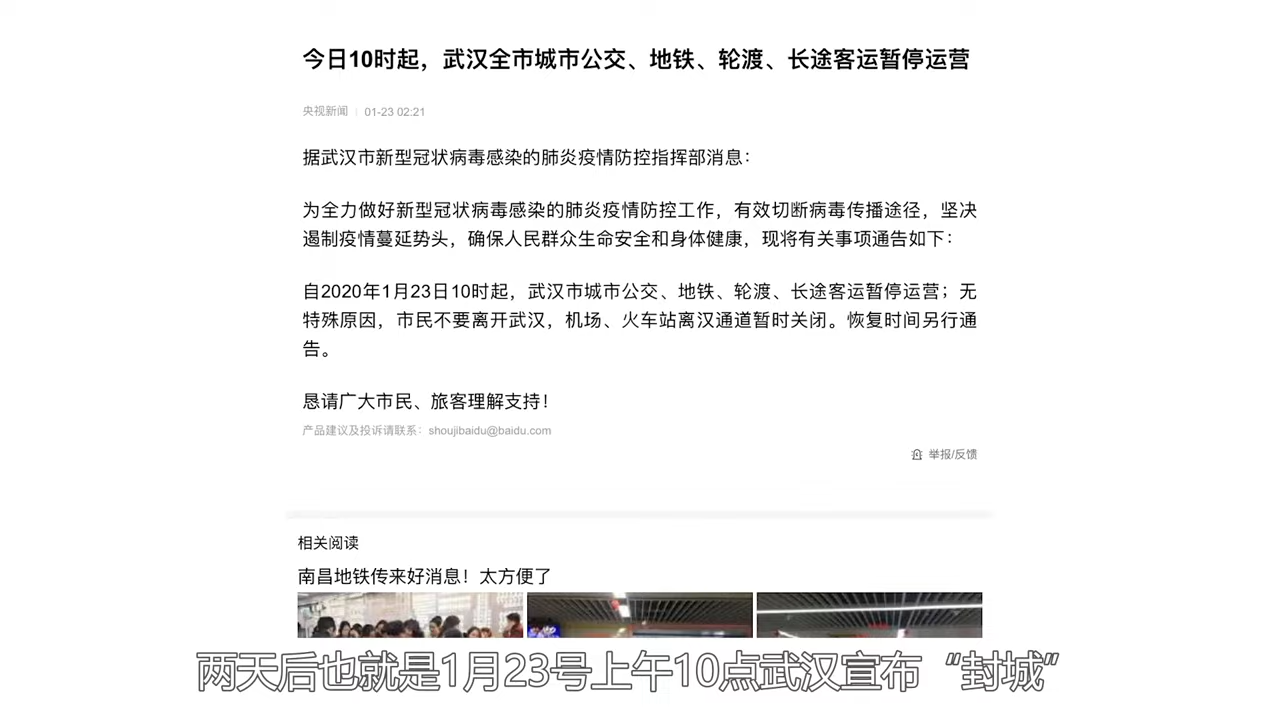 今日10时起，武汉全市城市公交、地铁、轮渡、长途客运暂停运营
央视新闻 | 01-23 02:21
据武汉市新型冠状病毒感染的肺炎疫情防控指挥部消息：
为全力做好新型冠状病毒感染的肺炎疫情防控工作，有效切断病毒传播途径，坚决
遏制疫情蔓延势头，确保人民群众生命安全和身体健康，现将有关事项通告如下：
自2020年1月23日10时起，武汉市城市公交、地铁、轮渡、长途客运暂停运营；无
特殊原因，市民不要离开武汉，机场、火车站离汉通道暂时关闭。恢复时间另行通
告。
恳请广大市民、旅客理解支持！
产品建议及投诉请联系：shoujibaidu@baidu.com
举报/反馈
相关阅读
南昌地铁传来好消息！太方便了
两天后也就是1月23号上午10点武汉宣布“封城”